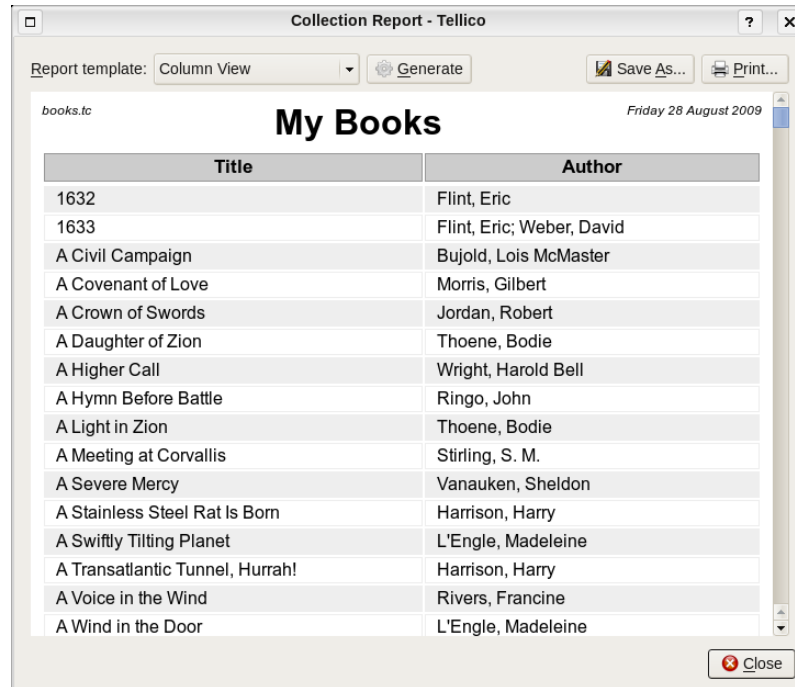 Collection Report - Tellico ?
Report template: Column View Generate Save As... Print...
books.tc My Books Friday 28 August 2009
Title Author
1632 Flint, Eric
1633 Flint, Eric; Weber, David
A Civil Campaign Bujold, Lois McMaster
A Covenant of Love Morris, Gilbert
A Crown of Swords Jordan, Robert
A Daughter of Zion Thoene, Bodie
A Higher Call Wright, Harold Bell
A Hymn Before Battle Ringo, John
A Light in Zion Thoene, Bodie
A Meeting at Corvallis Stirling, S. M.
A Severe Mercy Vanauken, Sheldon
A Stainless Steel Rat Is Born Harrison, Harry
A Swiftly Tilting Planet L'Engle, Madeleine
A Transatlantic Tunnel, Hurrah! Harrison, Harry
A Voice in the Wind Rivers, Francine
A Wind in the Door L'Engle, Madeleine
Close